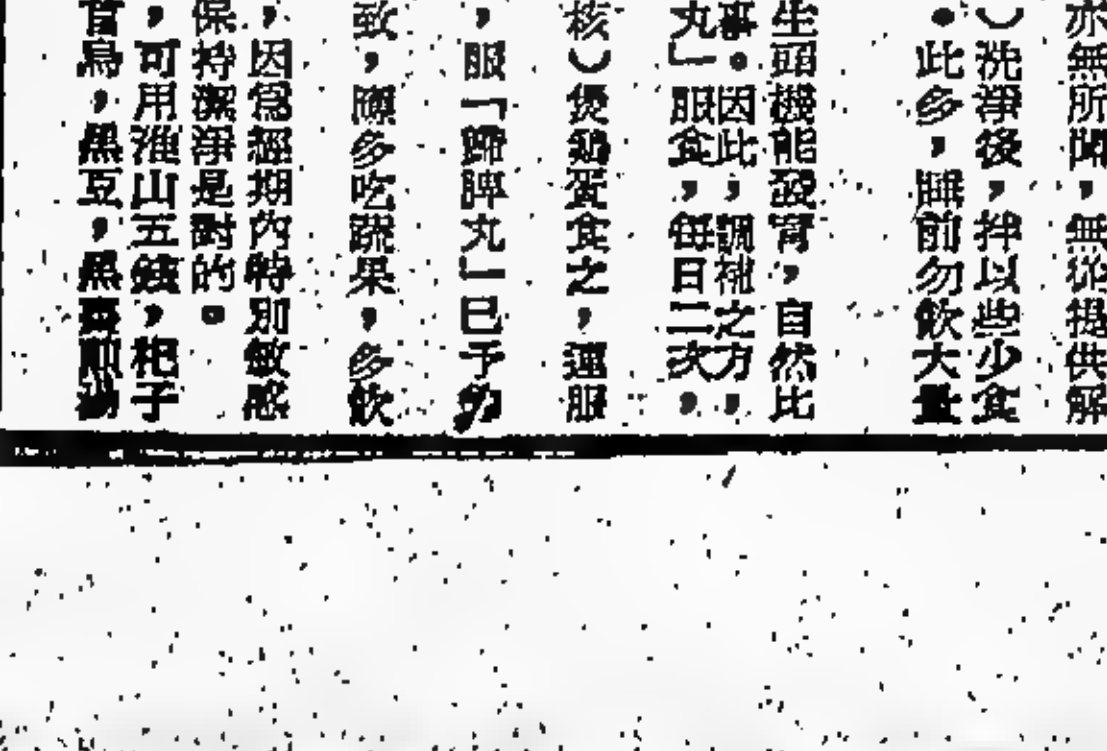 亦無所聞，無從提供解
）洗淨後，拌以些少食
。此多，睡前勿飲大量
生頭機能發育，自然比
事。因此，調補之方，
丸」服食，每日二次，
核）煲鷄蛋食之，連服
，服「歸脾丸」已予的
致，應多吃蔬果，多飲
，因爲經期內特別敏感
保持潔淨是對的。
，可用淮山五錢，杞子
首烏，黑豆，黑棗煎湯